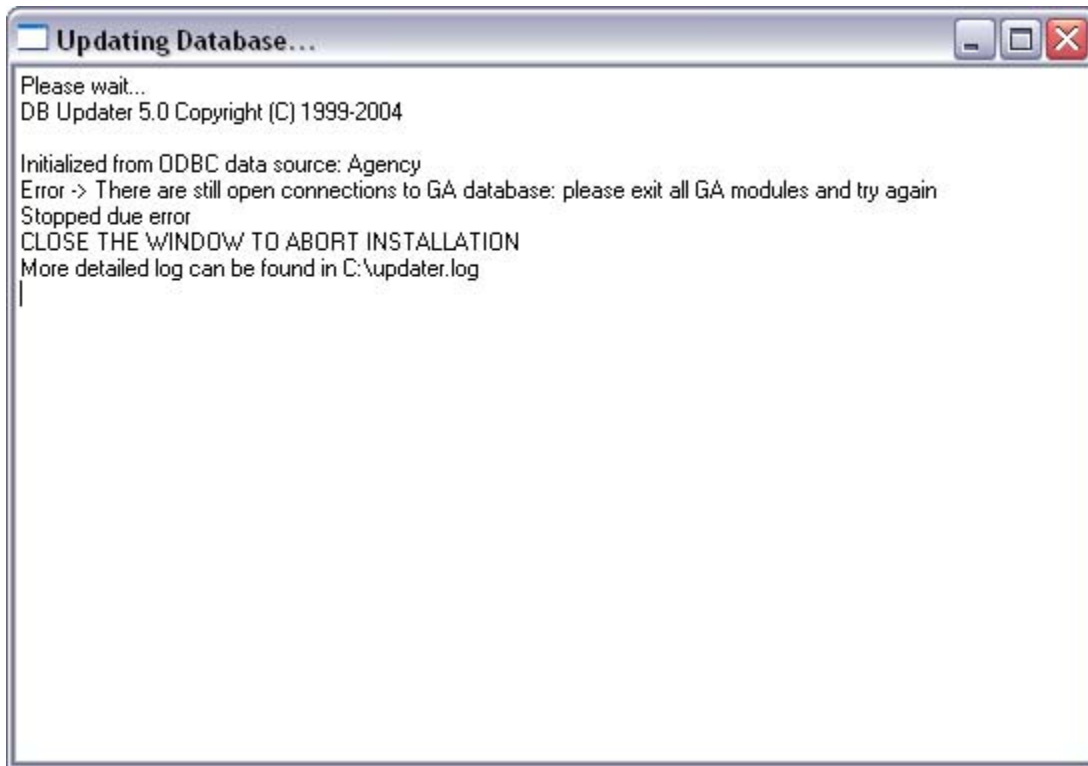 Updating Database...
Please wait...
DB Updater 5.0 Copyright (C) 1999-2004
Initialized from ODBC data source: Agency
Error -> There are still open connections to GA database: please exit all GA modules and try again
Stopped due error
CLOSE THE WINDOW TO ABORT INSTALLATION
More detailed log can be found in C:\updater.log